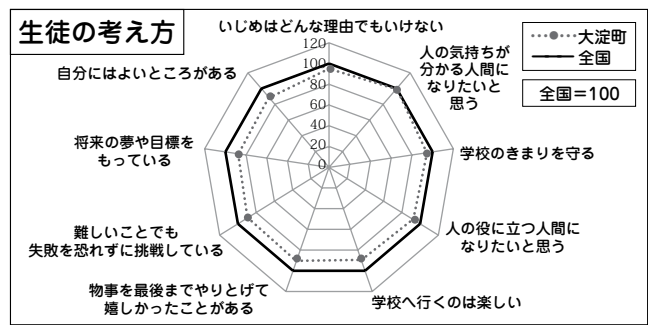 生徒の考え方
いじめはどんな理由でもいけない
人の気持ちが
分かる人間に
なりたいと
思う
学校のきまりを守る
人の役に立つ人間に
なりたいと思う
学校へ行くのは楽しい
物事を最後までやりとげて
嬉しかったことがある
難しいことでも
失敗を恐れずに挑戦している
将来の夢や目標を
もっている
自分にはよいところがある
120
100
80
60
40
20
0
大淀町
全国
全国＝100